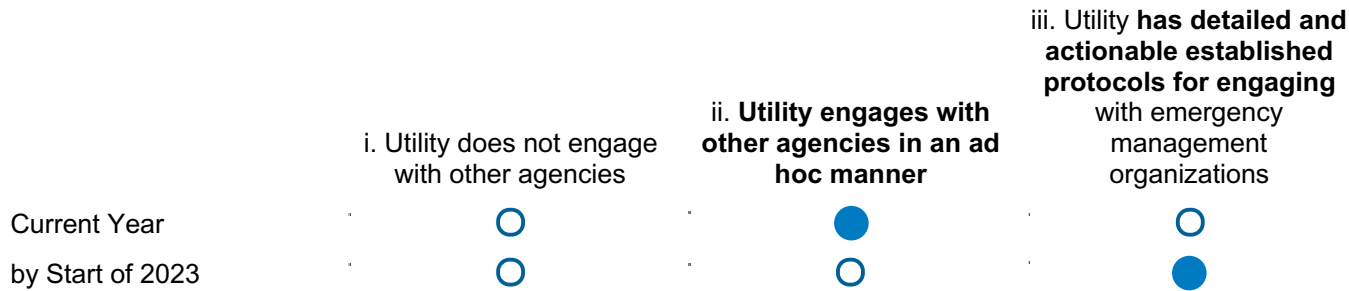 iii. Utility has detailed and
actionable established
protocols for engaging
with emergency
management
organizations
ii. Utility engages with
other agencies in an ad
hoc manner
i. Utility does not engage
with other agencies
Current Year
by Start of 2023